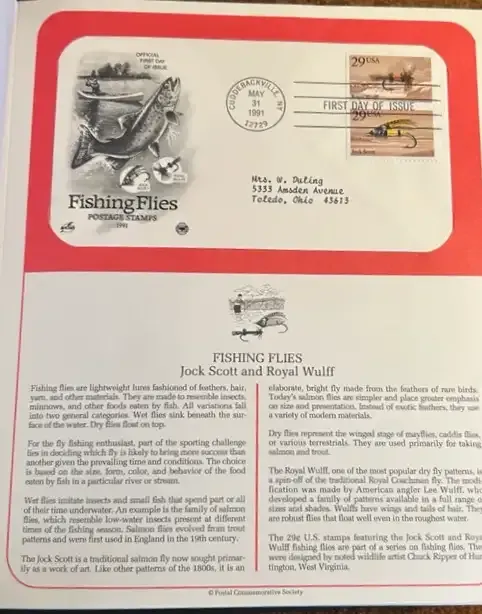 OFFICIAL
FIRST DAY
OF ISSUE
FishingFlies
POSTAGE STAMPS
1991
CUDDEBACKVILLE, NY
MAY
31
1991
12729
29USA
FIRST DAY OF ISSUE
29USA
Jock Scott
Mrs. W. Duling
5333 Amsden Avenue
Toledo, Ohio 43613
FISHING FLIES
Jock Scott and Royal Wulff
Fishing flies are lightweight lures fashioned of feathers, hair,
yarn, and other materials. They are made to resemble insects,
minnows, and other foods eaten by fish. All variations fall
into two general categories. Wet flies sink beneath the sur-
face of the water. Dry flies float on top.
For the fly fishing enthusiast, part of the sporting challenge
lies in deciding which fly is likely to bring more success than
another given the prevailing time and conditions. The choice
is based on the size, form, color, and behavior of the food
eaten by fish in a particular river or stream.
Wet flies imitate insects and small fish that spend part or all
of their time underwater. An example is the family of salmon
flies, which resemble low-water insects present at different
times of the fishing season. Salmon flies evolved from trout
patterns and were first used in England in the 19th century.
The Jock Scott is a traditional salmon fly now sought primar-
ily as a work of art. Like other patterns of the 1800s, it is an
elaborate, bright fly made from the feathers of rare birds.
Today's salmon flies are simpler and place greater emphasis
on size and presentation. Instead of exotic feathers, they use
a variety of modern materials.
Dry flies represent the winged stage of mayflies, caddis flies,
or various terrestrials. They are used primarily for taking
salmon and trout.
The Royal Wulff, one of the most popular dry fly patterns, is
a spin-off of the traditional Royal Coachman fly. The modi-
fication was made by American angler Lee Wulff, who
developed a family of patterns available in a full range o
sizes and shades. Wulffs have wings and tails of hair. They
are robust flies that float well even in the roughest water.
The 29¢ U.S. stamps featuring the Jock Scott and Roya
Wulff fishing flies are part of a series on fishing flies. The
were designed by noted wildlife artist Chuck Ripper of Hun
tington, West Virginia.
© Postal Commemorative Society